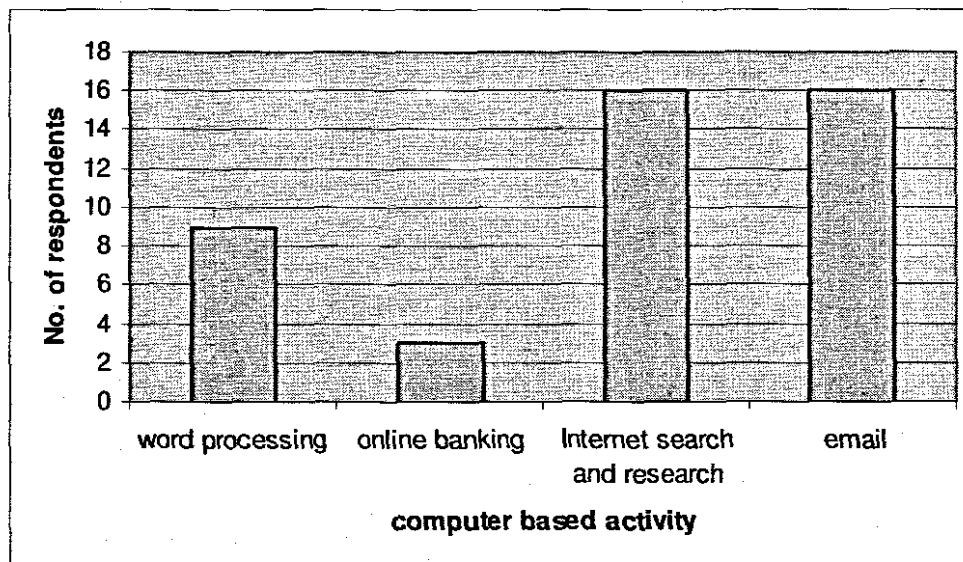 No. of respondents
18
16
14
12
10
8
6
4
2
0
word processing
online banking
Internet search
and research
email
computer based activity